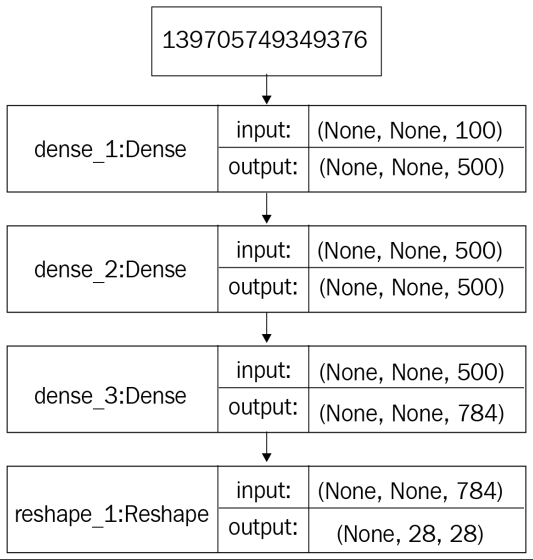 139705749349376
dense_1:Dense
input: (None, None, 100)
output: (None, None, 500)
dense_2:Dense
input: (None, None, 500)
output: (None, None, 500)
dense_3:Dense
input: (None, None, 500)
output: (None, None, 784)
reshape_1:Reshape
input: (None, None, 784)
output: (None, 28, 28)